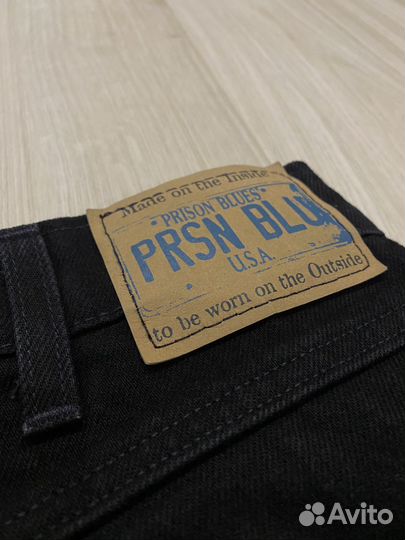 Made on the Inside
PRISON BLUES
PRSN BLU
U.S.A.
to be worn on the Outside
Avito